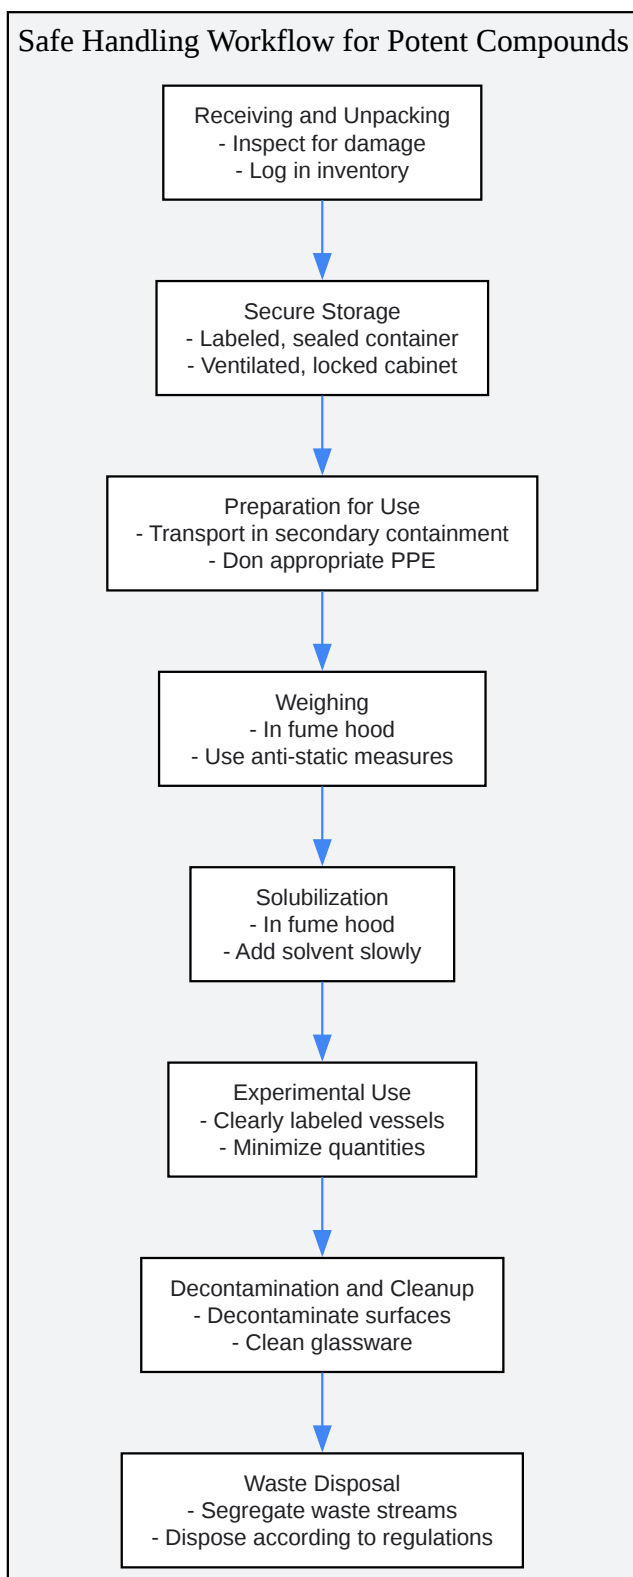 Safe Handling Workflow for Potent Compounds
Receiving and Unpacking
- Inspect for damage
- Log in inventory
Secure Storage
- Labeled, sealed container
- Ventilated, locked cabinet
Preparation for Use
- Transport in secondary containment
- Don appropriate PPE
Weighing
- In fume hood
- Use anti-static measures
Solubilization
- In fume hood
- Add solvent slowly
Experimental Use
- Clearly labeled vessels
- Minimize quantities
Decontamination and Cleanup
- Decontaminate surfaces
- Clean glassware
Waste Disposal
- Segregate waste streams
- Dispose according to regulations